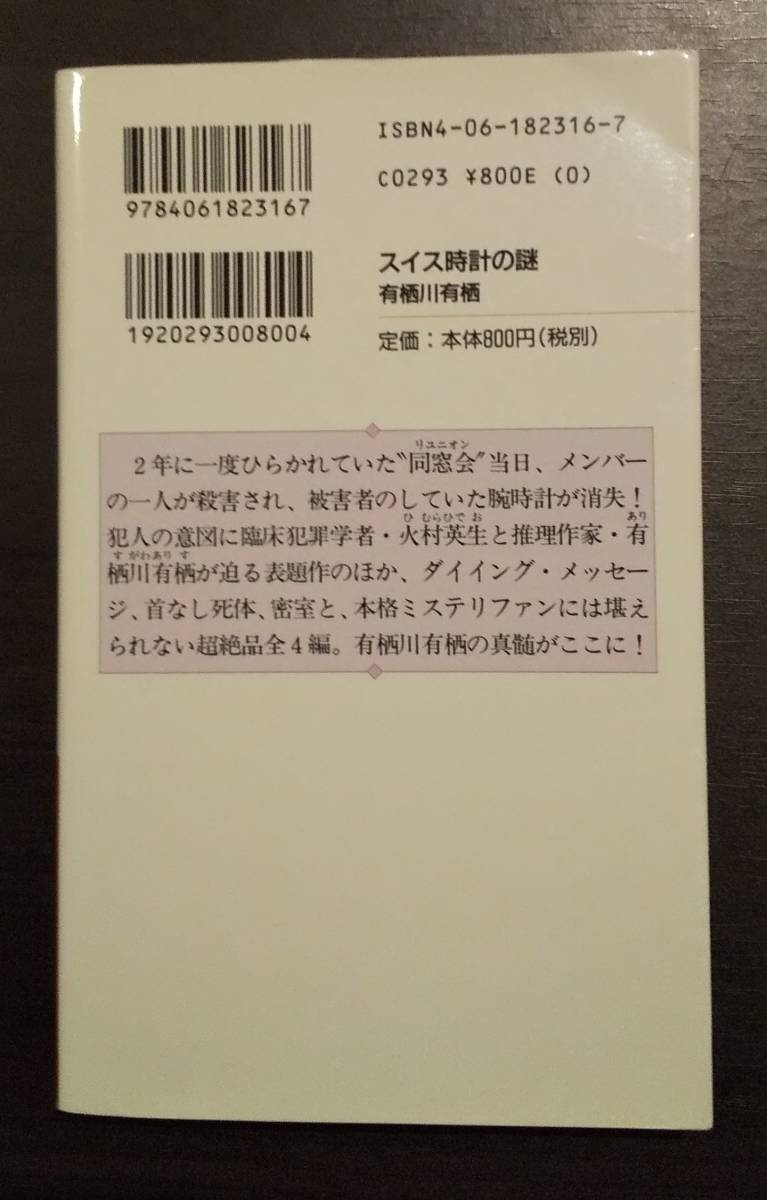 ISBN4-06-182316-7
C0293 ¥800E (0)
9784061823167
1920293008004
スイス時計の謎
有栖川有栖
定価：本体800円(税別)
リユニオン
2年に一度ひらかれていた〝同窓会〟当日、メンバー
の一人が殺害され、被害者のしていた腕時計が消失！
ひ むらひで お あり
犯人の意図に臨床犯罪学者・火村英生と推理作家・有
す がわあり す
栖川有栖が迫る表題作のほか、ダイイング・メッセー
ジ、首なし死体、密室と、本格ミステリファンには堪え
られない超絶品全4編。有栖川有栖の真髄がここに！